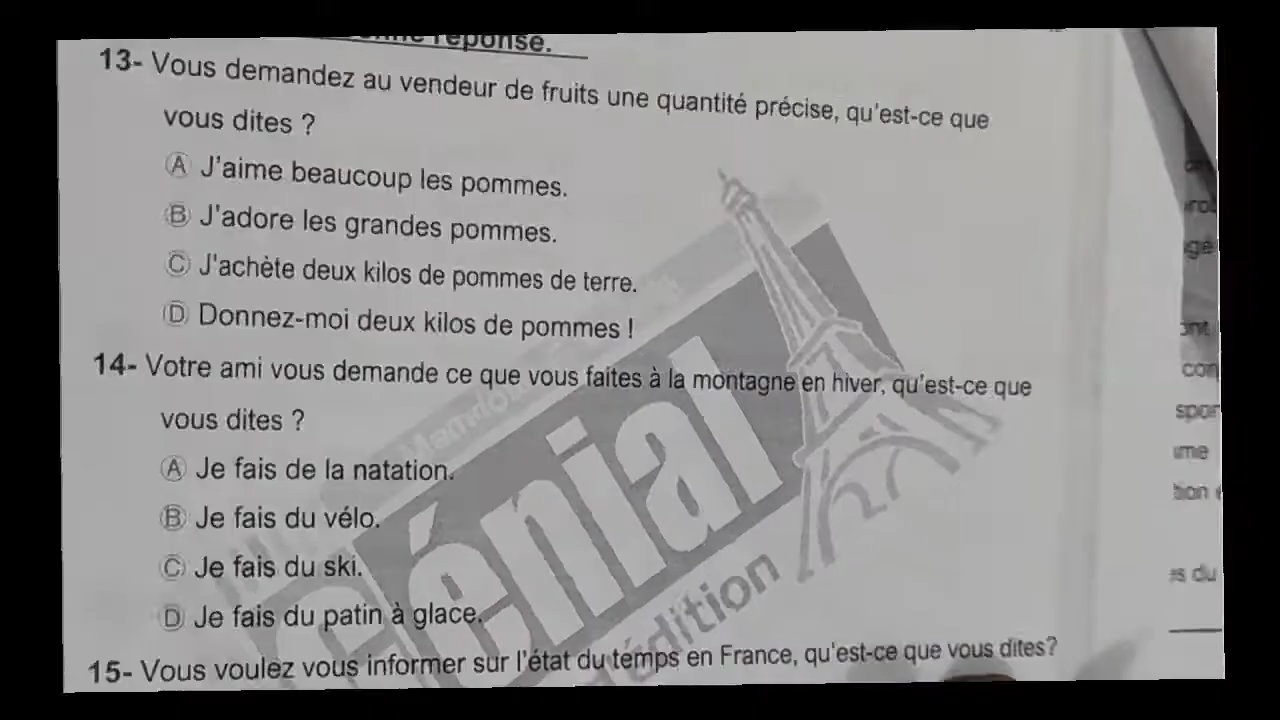 réponse.
13- Vous demandez au vendeur de fruits une quantité précise, qu'est-ce que
vous dites ?
A J'aime beaucoup les pommes.
B J'adore les grandes pommes.
C J'achète deux kilos de pommes de terre.
D Donnez-moi deux kilos de pommes !
14- Votre ami vous demande ce que vous faites à la montagne en hiver, qu'est-ce que
vous dites ?
A Je fais de la natation.
B Je fais du vélo.
C Je fais du ski.
D Je fais du patin à glace.
15- Vous voulez vous informer sur l'état du temps en France, qu'est-ce que vous dites?
Génial
édition